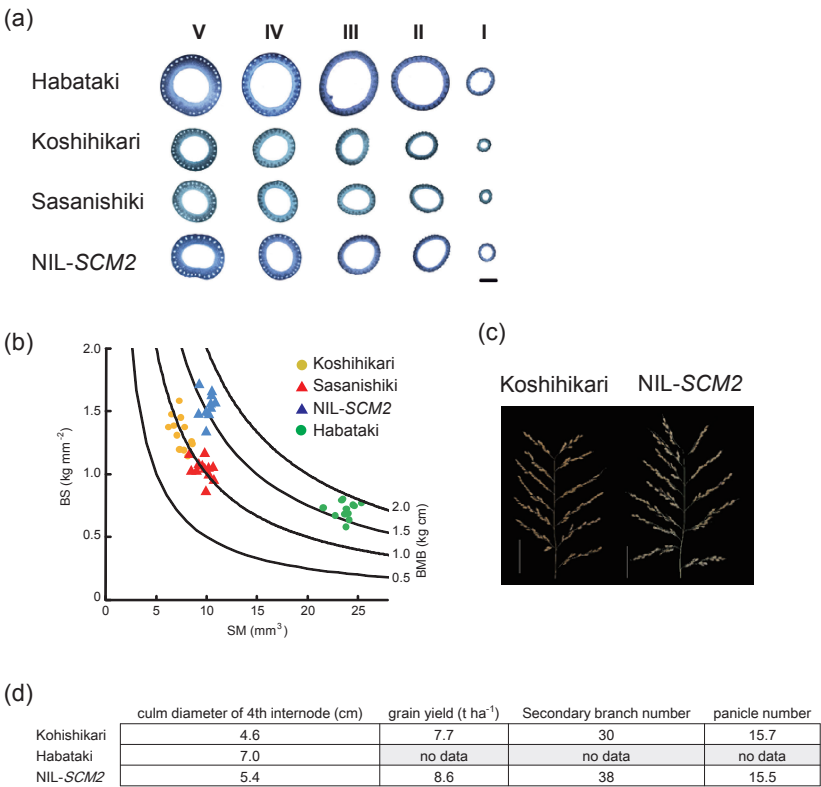 (a)
V IV III II I
Habataki
Koshihikari
Sasanishiki
NIL-SCM2
(b)
2.0
1.5
1.0
0.5
0
BS (kg mm-2)
0 5 10 15 20 25
SM (mm3)
Koshihikari
Sasanishiki
NIL-SCM2
Habataki
2.0
1.5
1.0
0.5
BMB (kg cm)
(c)
Koshihikari NIL-SCM2
(d)
culm diameter of 4th internode (cm) grain yield (t ha-1) Secondary branch number panicle number
Kohishikari 4.6 7.7 30 15.7
Habataki 7.0 no data no data no data
NIL-SCM2 5.4 8.6 38 15.5